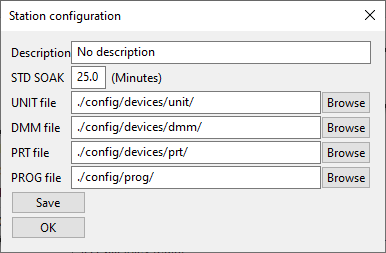 Station configuration
Description No description
STD SOAK 25.0 (Minutes)
UNIT file ./config/devices/unit/ Browse
DMM file ./config/devices/dmm/ Browse
PRT file ./config/devices/prt/ Browse
PROG file ./config/prog/ Browse
Save
OK